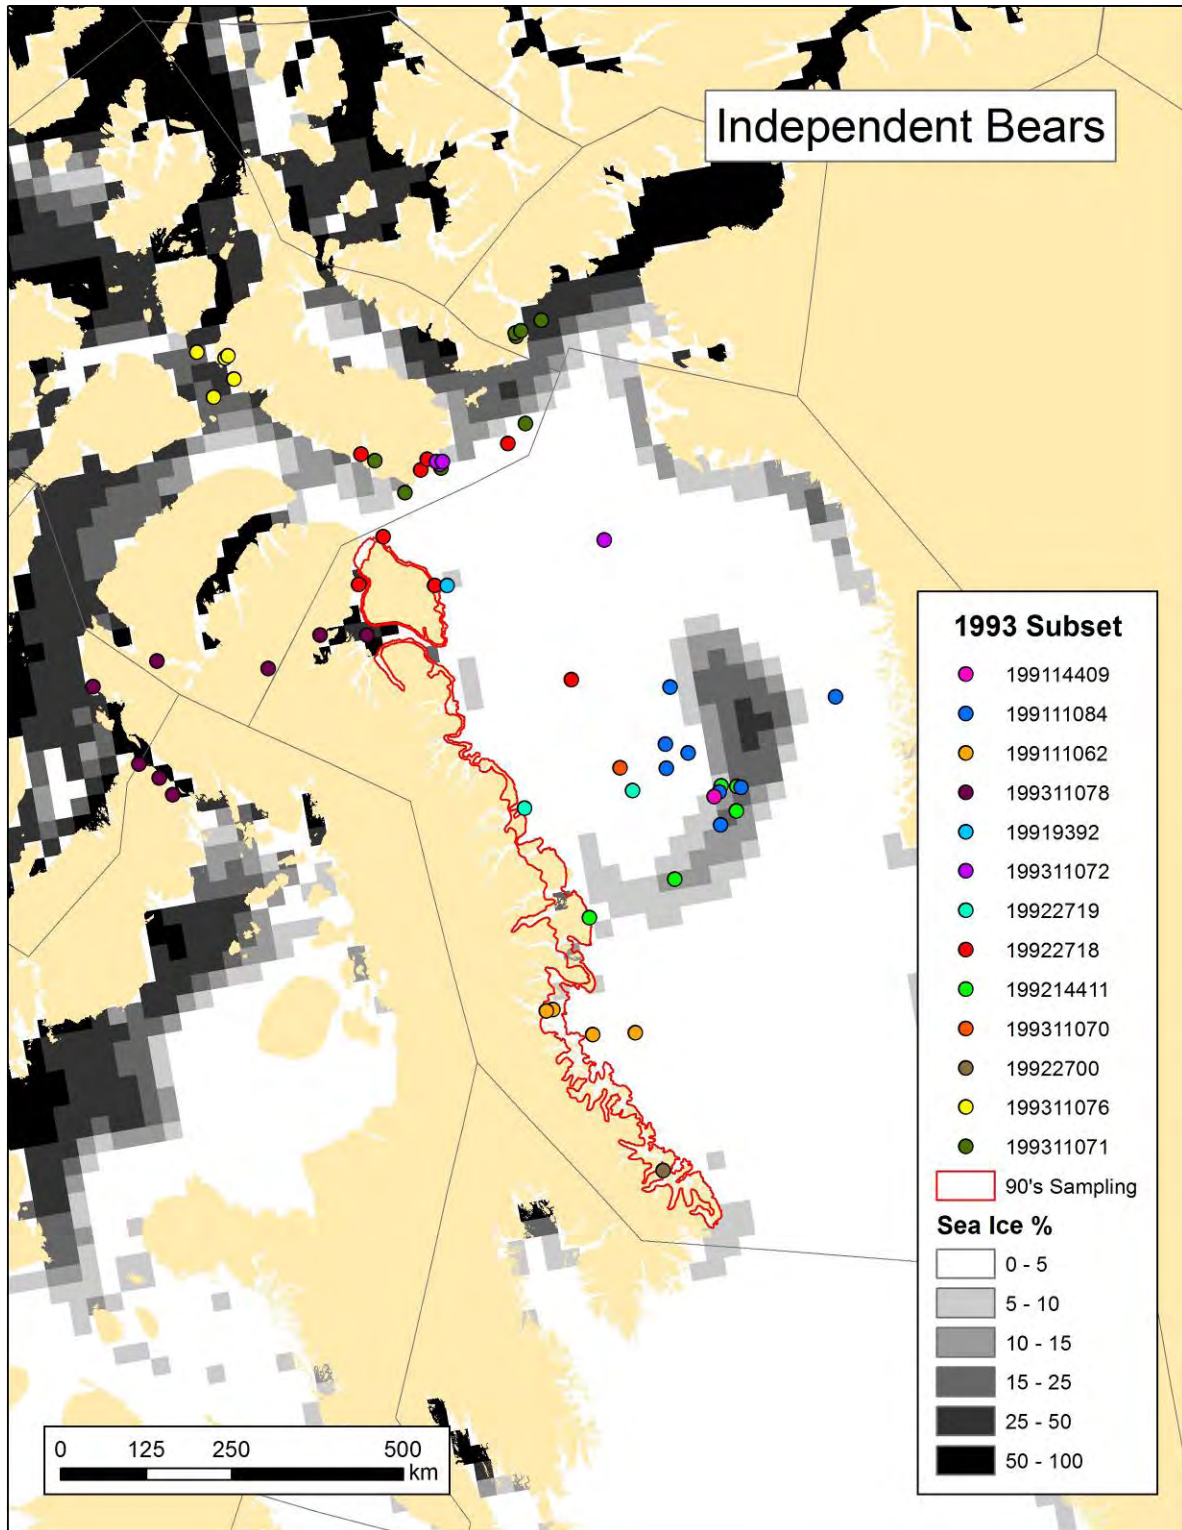 Independent Bears
1993 Subset
199114409
199111084
199111062
199311078
19919392
199311072
19922719
19922718
199214411
199311070
19922700
199311076
199311071
90's Sampling
Sea Ice %
0 - 5
5 - 10
10 - 15
15 - 25
25 - 50
50 - 100
0 125 250 500
km